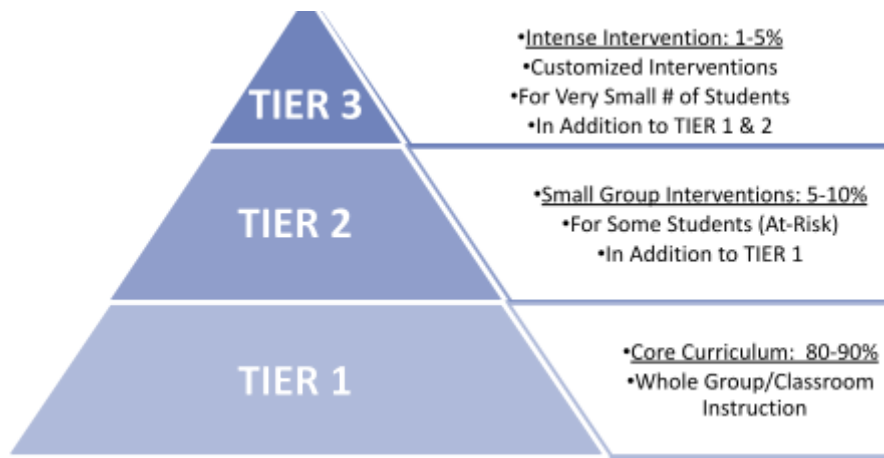 •Intense Intervention: 1-5%
•Customized Interventions
•For Very Small # of Students
•In Addition to TIER 1 & 2
TIER 3
•Small Group Interventions: 5-10%
•For Some Students (At-Risk)
•In Addition to TIER 1
TIER 2
•Core Curriculum:  80-90%
•Whole Group/Classroom
Instruction
TIER 1